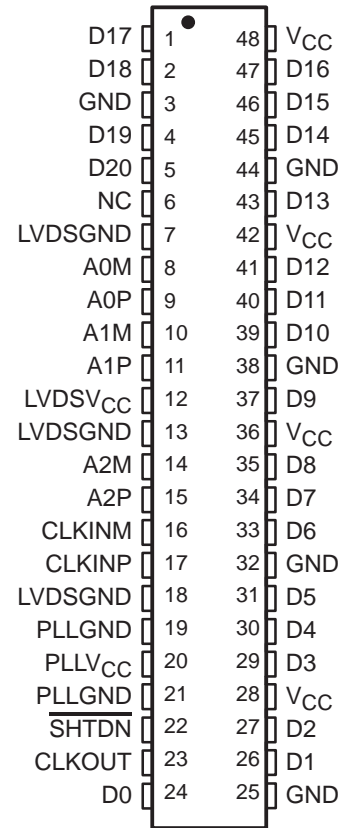 D17 1 48 VCC
D18 2 47 D16
GND 3 46 D15
D19 4 45 D14
D20 5 44 GND
NC 6 43 D13
LVDSGND 7 42 VCC
A0M 8 41 D12
A0P 9 40 D11
A1M 10 39 D10
A1P 11 38 GND
LVDSVCC 12 37 D9
LVDSGND 13 36 VCC
A2M 14 35 D8
A2P 15 34 D7
CLKINM 16 33 D6
CLKINP 17 32 GND
LVDSGND 18 31 D5
PLLGND 19 30 D4
PLLVCC 20 29 D3
PLLGND 21 28 VCC
SHTDN 22 27 D2
CLKOUT 23 26 D1
D0 24 25 GND